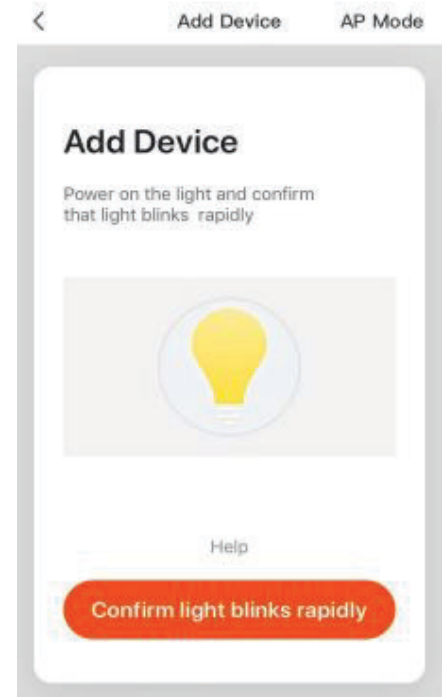 Add Device AP Mode
Add Device
Power on the light and confirm
that light blinks rapidly
Help
Confirm light blinks rapidly